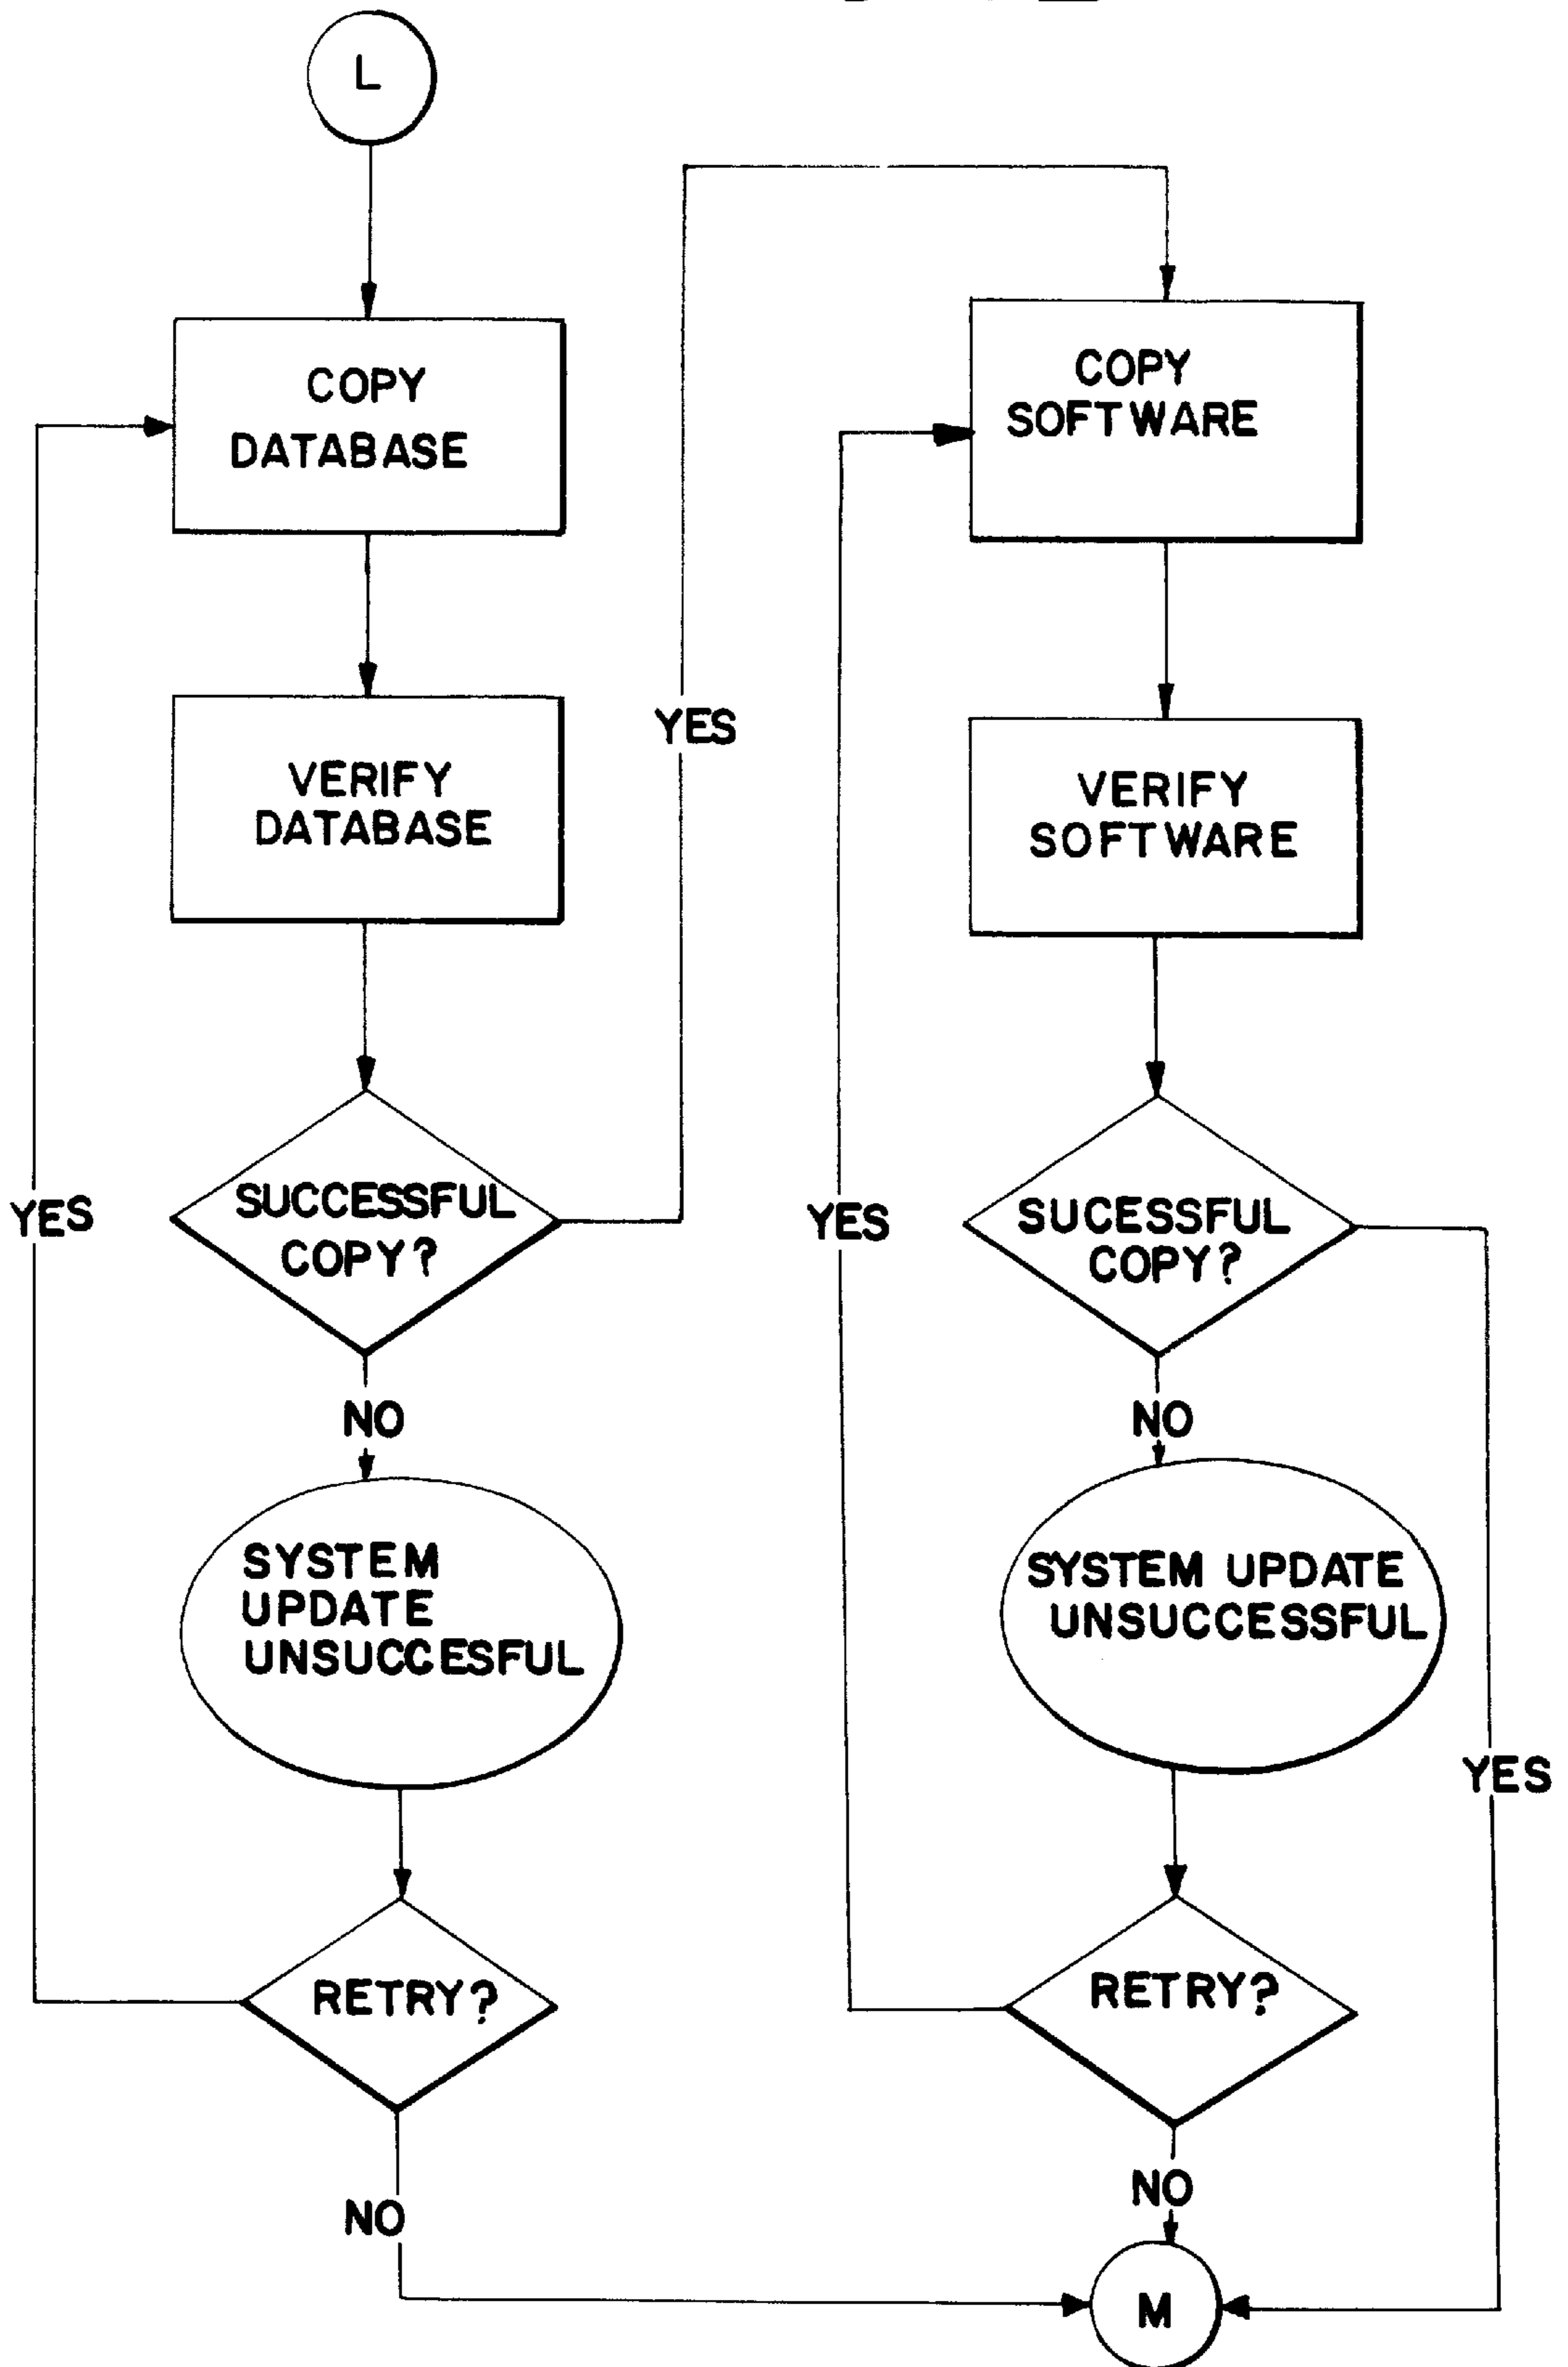 L
COPY
DATABASE
VERIFY
DATABASE
SUCCESSFUL
COPY?
YES
YES
NO
SYSTEM
UPDATE
UNSUCCESFUL
RETRY?
NO
COPY
SOFTWARE
VERIFY
SOFTWARE
SUCESSFUL
COPY?
YES
NO
SYSTEM UPDATE
UNSUCCESSFUL
YES
RETRY?
NO
M